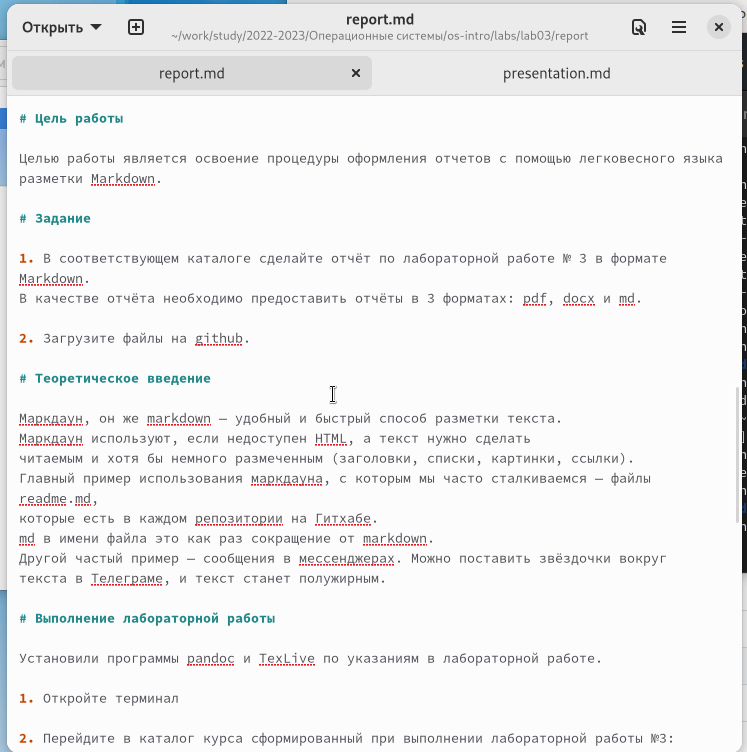 Открыть
report.md
~/work/study/2022-2023/Операционные системы/os-intro/labs/lab03/report
report.md
presentation.md
# Цель работы
Целью работы является освоение процедуры оформления отчетов с помощью легковесного языка
разметки Markdown.
# Задание
1. В соответствующем каталоге сделайте отчёт по лабораторной работе № 3 в формате
Markdown.
В качестве отчёта необходимо предоставить отчёты в 3 форматах: pdf, docx и md.
2. Загрузите файлы на github.
# Теоретическое введение
Маркдаун, он же markdown — удобный и быстрый способ разметки текста.
Маркдаун используют, если недоступен HTML, а текст нужно сделать
читаемым и хотя бы немного размеченным (заголовки, списки, картинки, ссылки).
Главный пример использования маркдауна, с которым мы часто сталкиваемся — файлы
readme.md,
которые есть в каждом репозитории на Гитхабе.
md в имени файла это как раз сокращение от markdown.
Другой частый пример — сообщения в мессенджерах. Можно поставить звёздочки вокруг
текста в Телеграме, и текст станет полужирным.
# Выполнение лабораторной работы
Установили программы pandoc и TexLive по указаниям в лабораторной работе.
1. Откройте терминал
2. Перейдите в каталог курса сформированный при выполнении лабораторной работы №3: